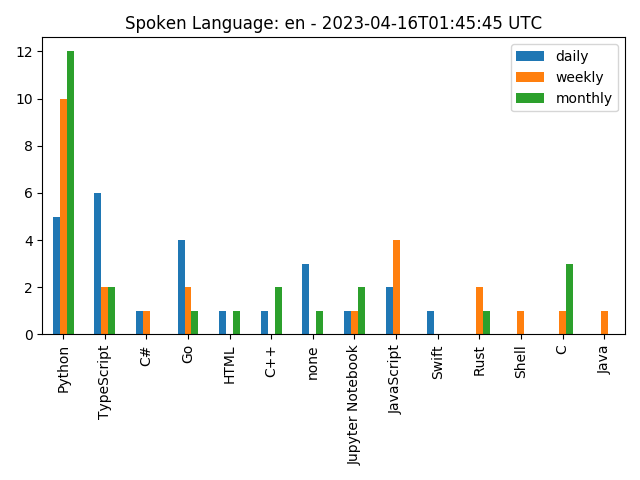 Spoken Language: en - 2023-04-16T01:45:45 UTC
daily
weekly
monthly
12
10
8
6
4
2
0
Python
TypeScript
C#
Go
HTML
C++
none
Jupyter Notebook
JavaScript
Swift
Rust
Shell
C
Java